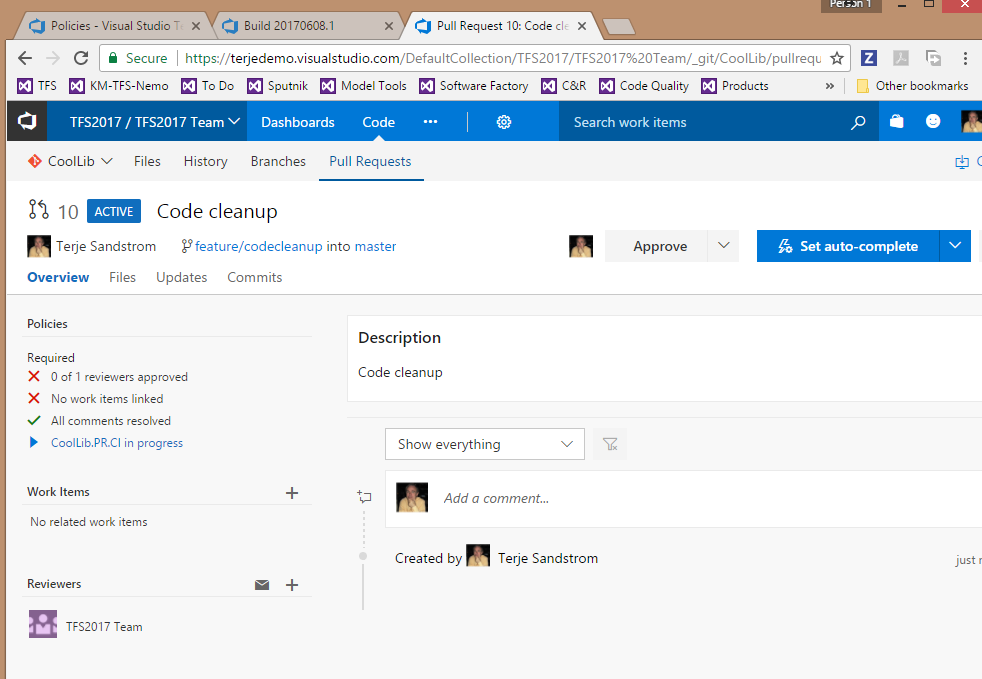 Person 1
Policies - Visual Studio Te
Build 20170608.1
Pull Request 10: Code cle
Secure https://terjedemo.visualstudio.com/DefaultCollection/TFS2017/TFS2017%20Team/_git/CoolLib/pullrequ
TFS KM-TFS-Nemo To Do Sputnik Model Tools Software Factory C&R Code Quality Products » Other bookmarks
TFS2017 / TFS2017 Team Dashboards Code ··· Search work items
CoolLib Files History Branches Pull Requests
10 ACTIVE Code cleanup
Terje Sandstrom feature/codecleanup into master Approve Set auto-complete
Overview Files Updates Commits
Policies
Required
0 of 1 reviewers approved
No work items linked
All comments resolved
CoolLib.PR.CI in progress
Work Items
No related work items
Reviewers
TFS2017 Team
Description
Code cleanup
Show everything
Add a comment...
Created by Terje Sandstrom just